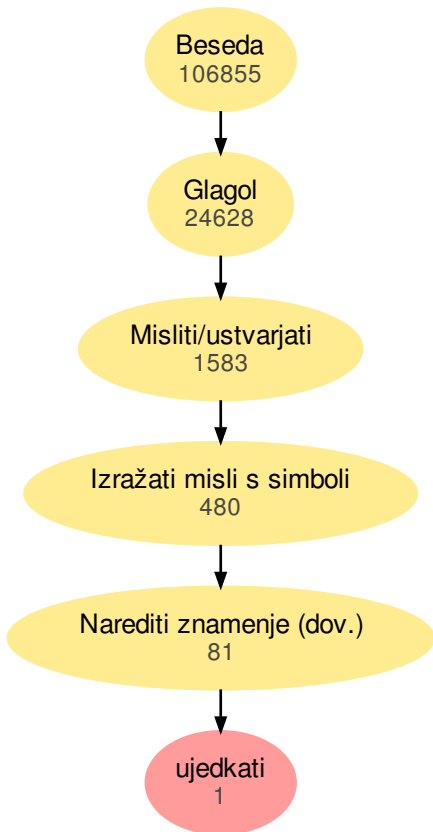 Beseda
106855
Glagol
24628
Misliti/ustvarjati
1583
Izražati misli s simboli
480
Narediti znamenje (dov.)
81
ujedkati
1